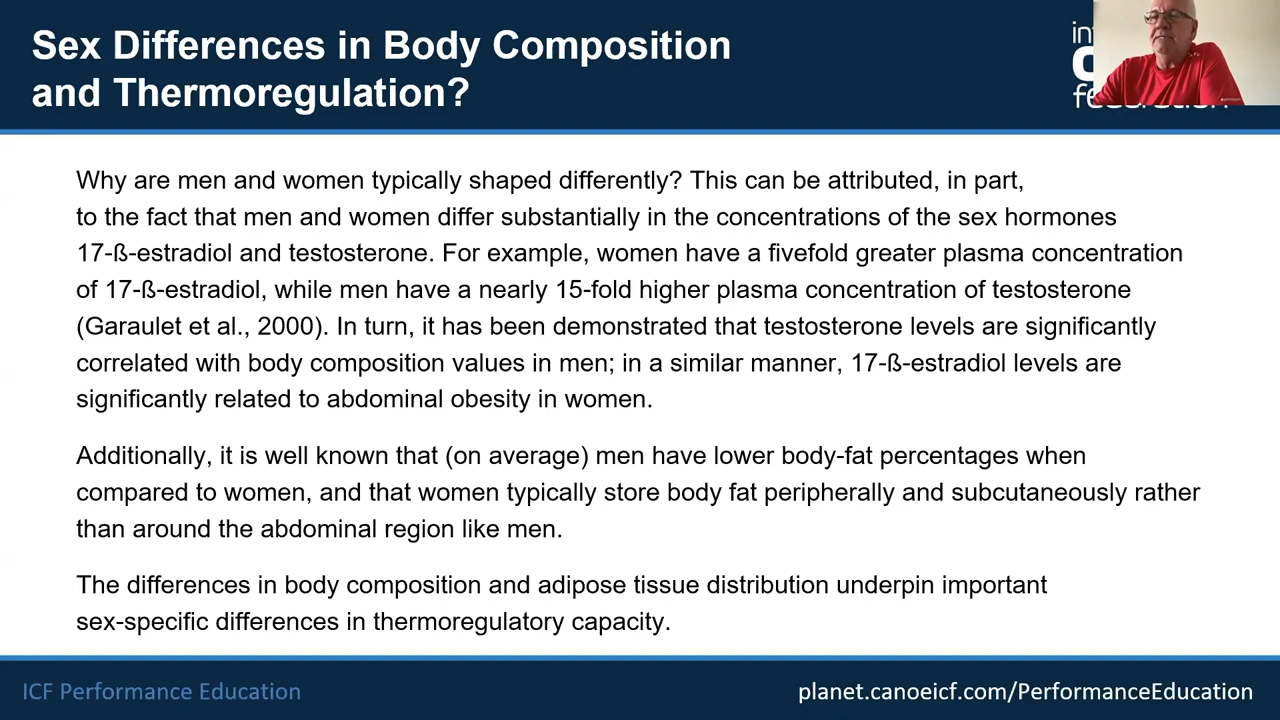 Sex Differences in Body Composition
and Thermoregulation?
Why are men and women typically shaped differently? This can be attributed, in part,
to the fact that men and women differ substantially in the concentrations of the sex hormones
17-ß-estradiol and testosterone. For example, women have a fivefold greater plasma concentration
of 17-ß-estradiol, while men have a nearly 15-fold higher plasma concentration of testosterone
(Garaulet et al., 2000). In turn, it has been demonstrated that testosterone levels are significantly
correlated with body composition values in men; in a similar manner, 17-ß-estradiol levels are
significantly related to abdominal obesity in women.
Additionally, it is well known that (on average) men have lower body-fat percentages when
compared to women, and that women typically store body fat peripherally and subcutaneously rather
than around the abdominal region like men.
The differences in body composition and adipose tissue distribution underpin important
sex-specific differences in thermoregulatory capacity.
ICF Performance Education
planet.canoeicf.com/PerformanceEducation